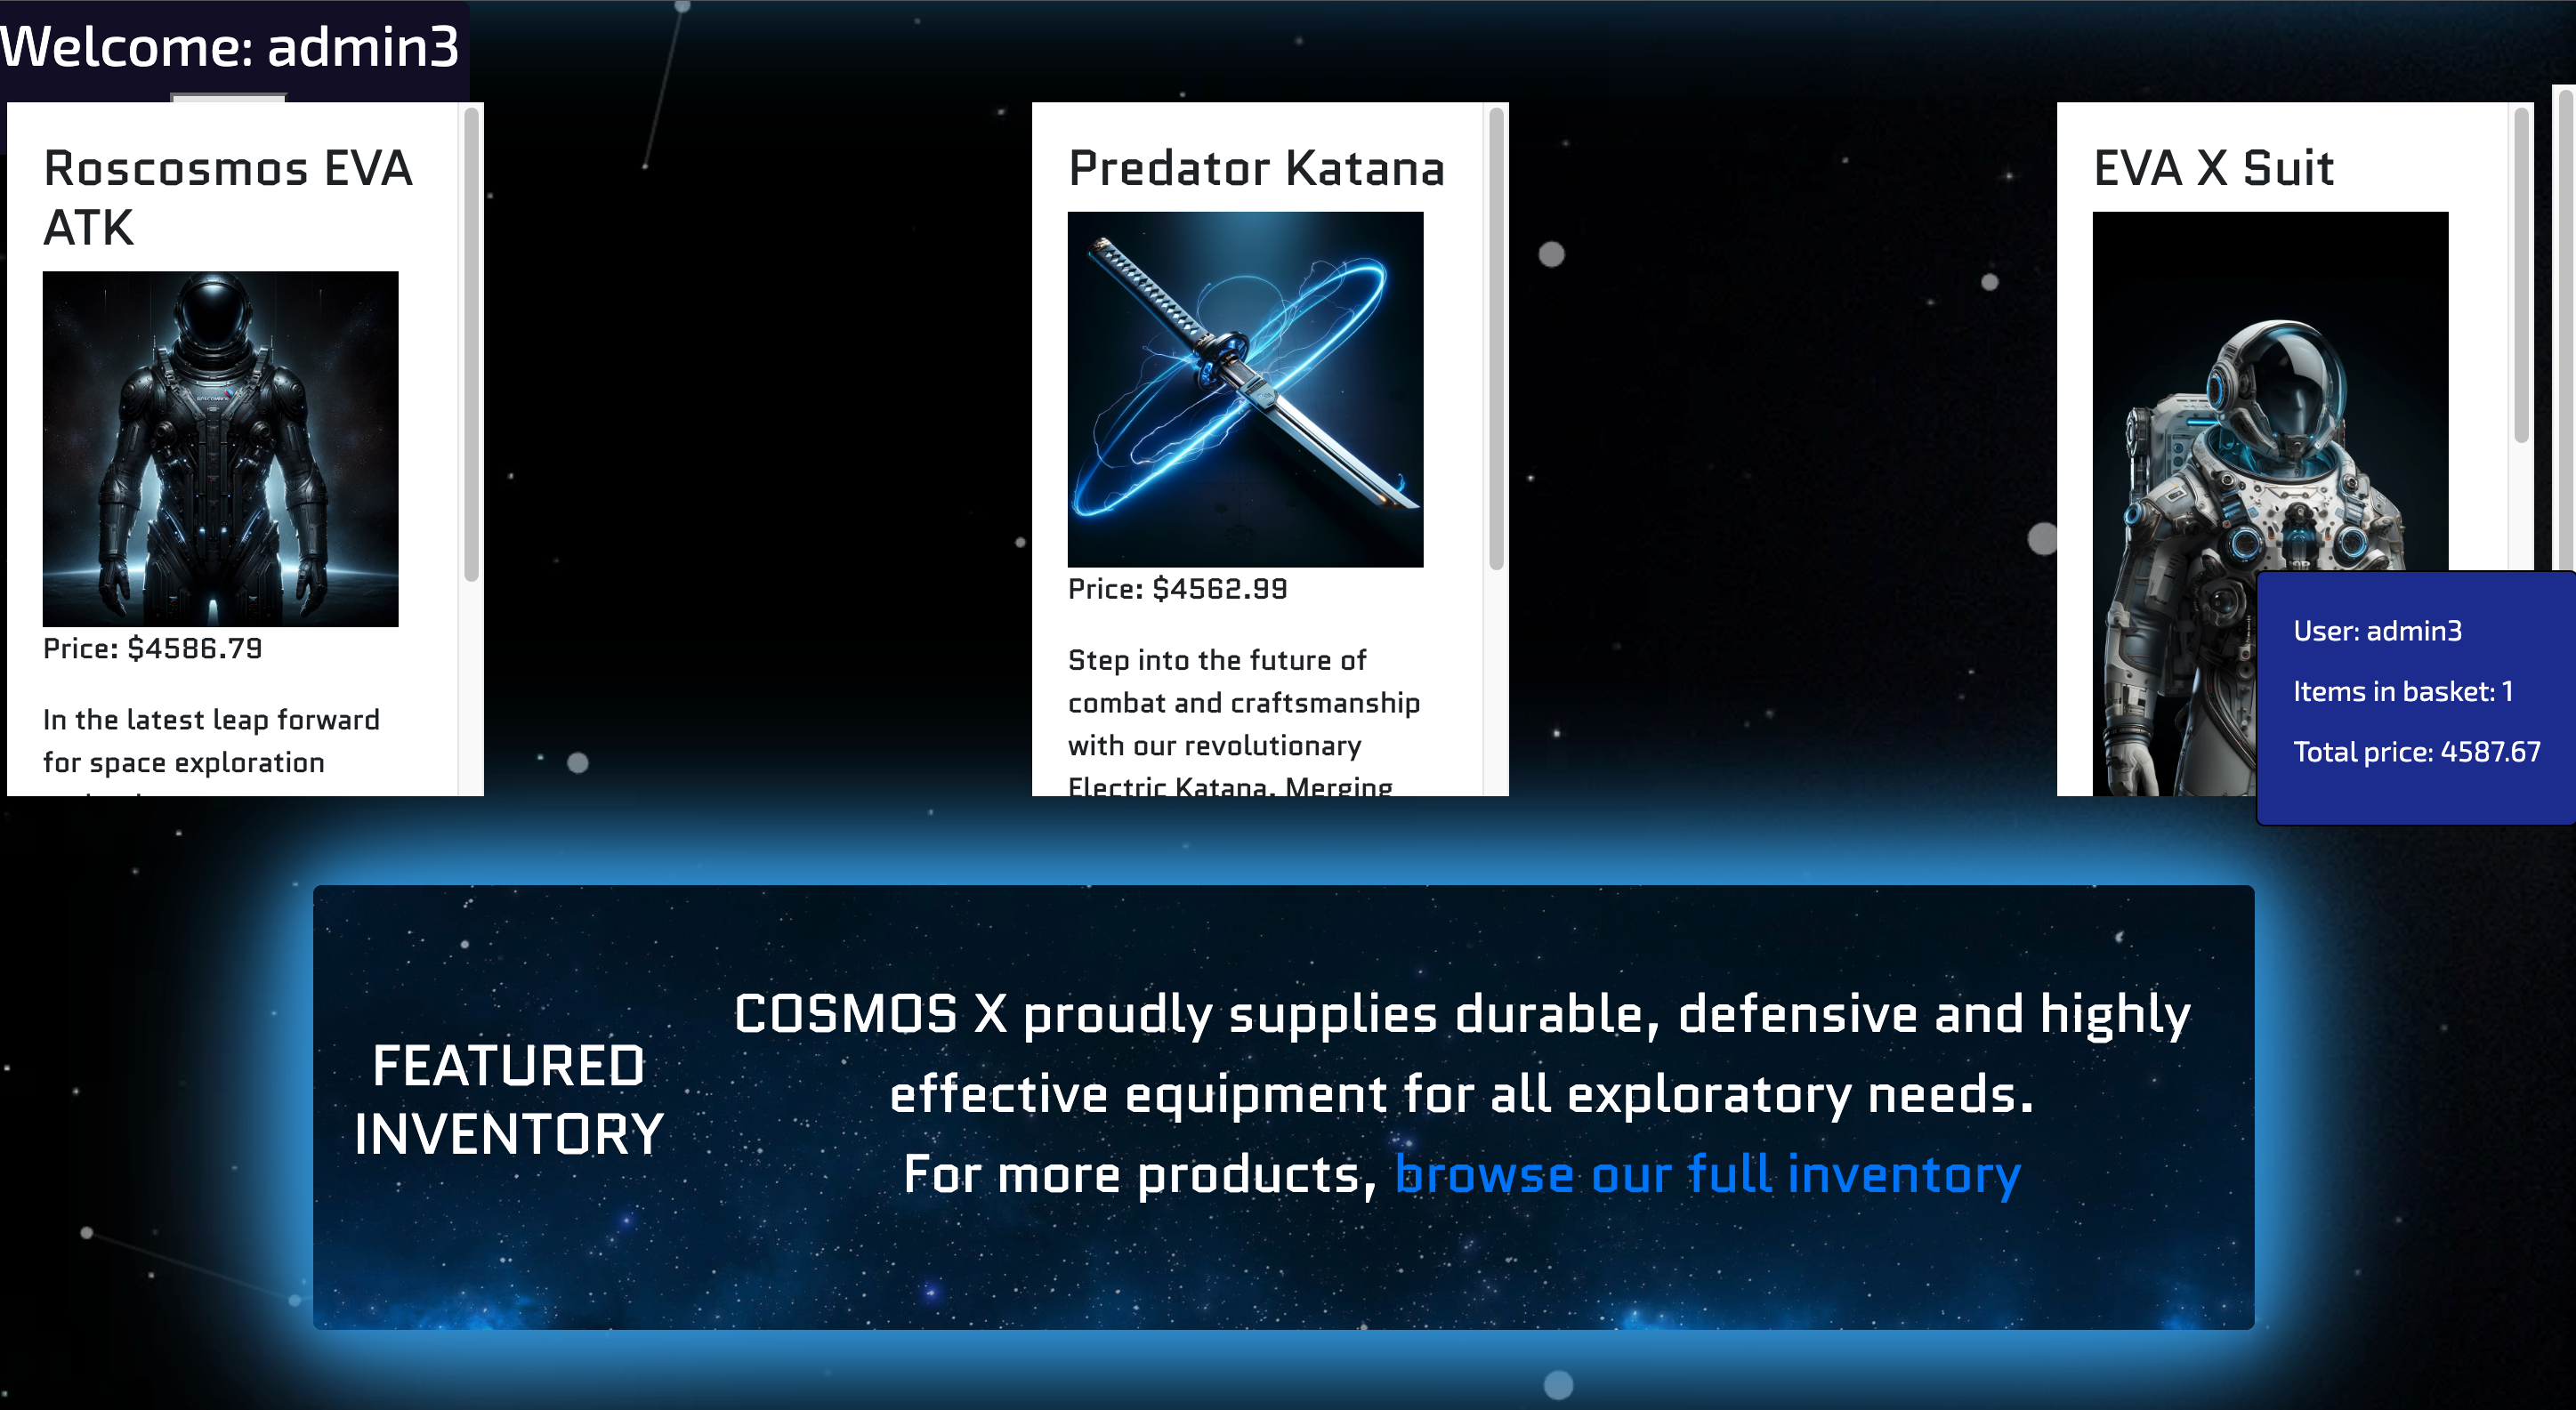 Welcome: admin3
Roscosmos EVA
ATK
Price: $4586.79
In the latest leap forward
for space exploration
Predator Katana
Price: $4562.99
Step into the future of
combat and craftsmanship
with our revolutionary
Electric Katana. Merging
EVA X Suit
User: admin3
Items in basket: 1
Total price: 4587.67
FEATURED
INVENTORY
COSMOS X proudly supplies durable, defensive and highly
effective equipment for all exploratory needs.
For more products, browse our full inventory